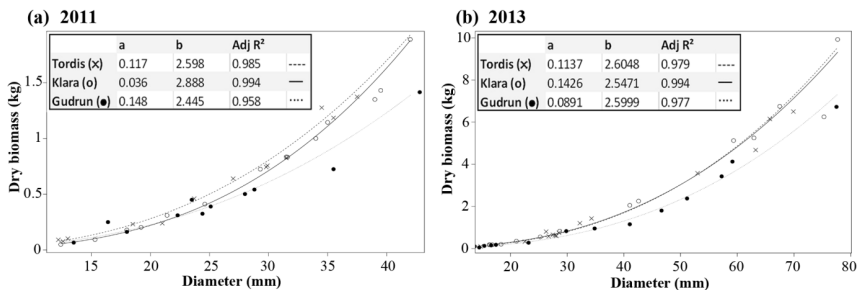 (a) 2011
a b Adj R²
Tordis (×) 0.117 2.598 0.985
Klara (o) 0.036 2.888 0.994
Gudrun (●) 0.148 2.445 0.958
Dry biomass (kg)
1.5
1
0.5
0
15 20 25 30 35 40
Diameter (mm)
(b) 2013
a b Adj R²
Tordis (×) 0.1137 2.6048 0.979
Klara (o) 0.1426 2.5471 0.994
Gudrun (●) 0.0891 2.5999 0.977
Dry biomass (kg)
10
8
6
4
2
0
20 30 40 50 60 70 80
Diameter (mm)